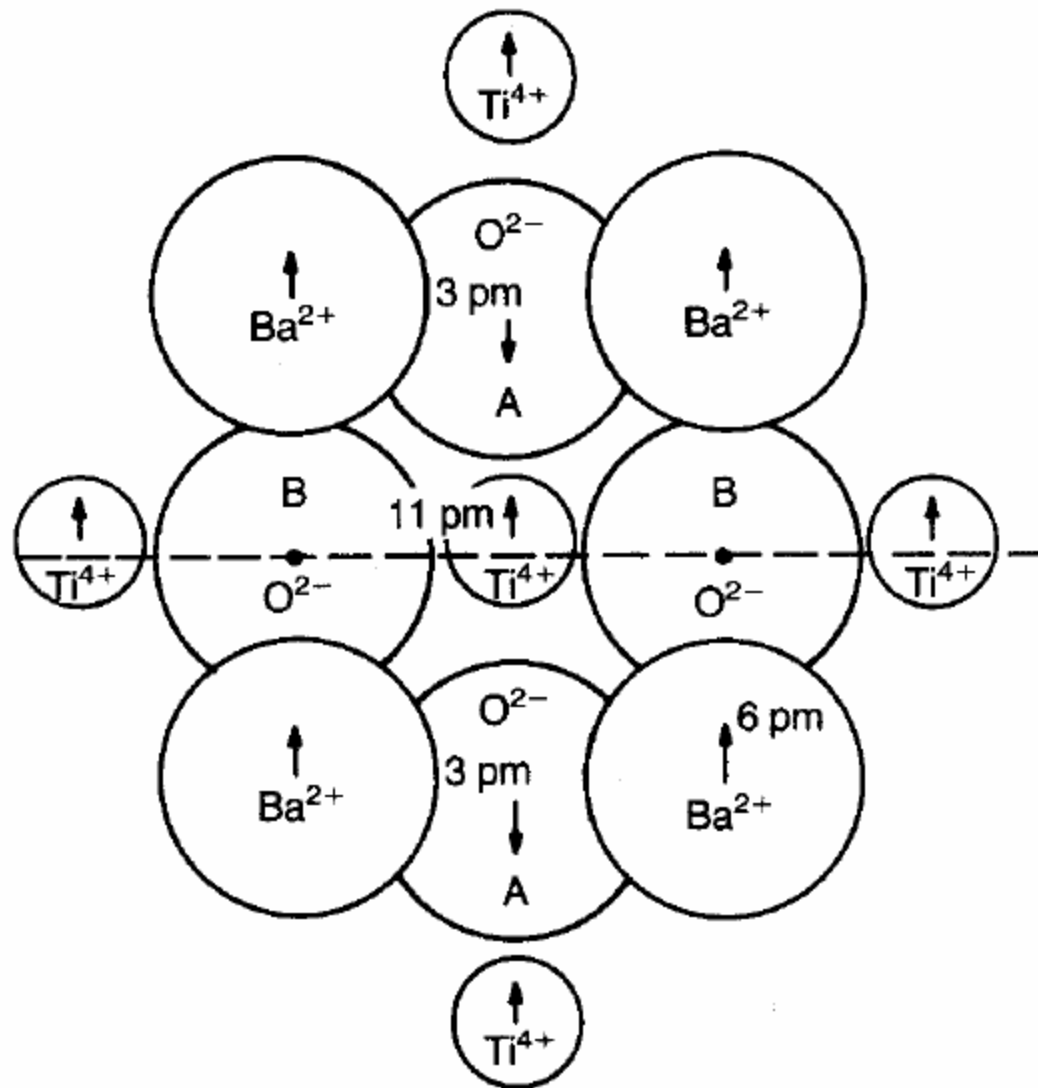 Ti⁴⁺
O²⁻
3 pm
Ba²⁺
Ba²⁺
A
B
B
11 pm
Ti⁴⁺
Ti⁴⁺
Ti⁴⁺
O²⁻
O²⁻
O²⁻
6 pm
3 pm
Ba²⁺
Ba²⁺
A
Ti⁴⁺